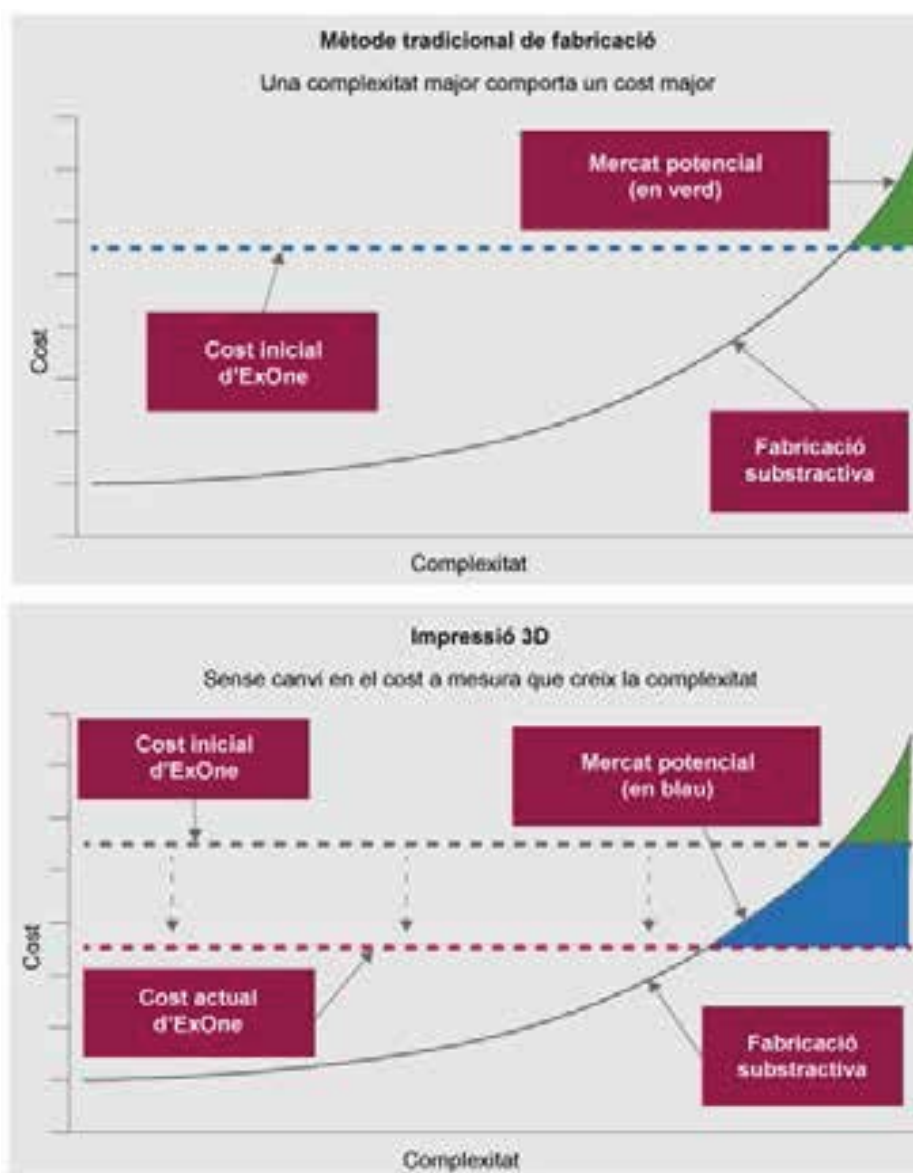 Mètode tradicional de fabricació
Una complexitat major comporta un cost major
Mercat potencial
(en verd)
Cost inicial
d'ExOne
Cost
Fabricació
substractiva
Complexitat
Impressió 3D
Sense canvi en el cost a mesura que creix la complexitat
Cost inicial
d'ExOne
Mercat potencial
(en blau)
Cost
Cost actual
d'ExOne
Fabricació
substractiva
Complexitat